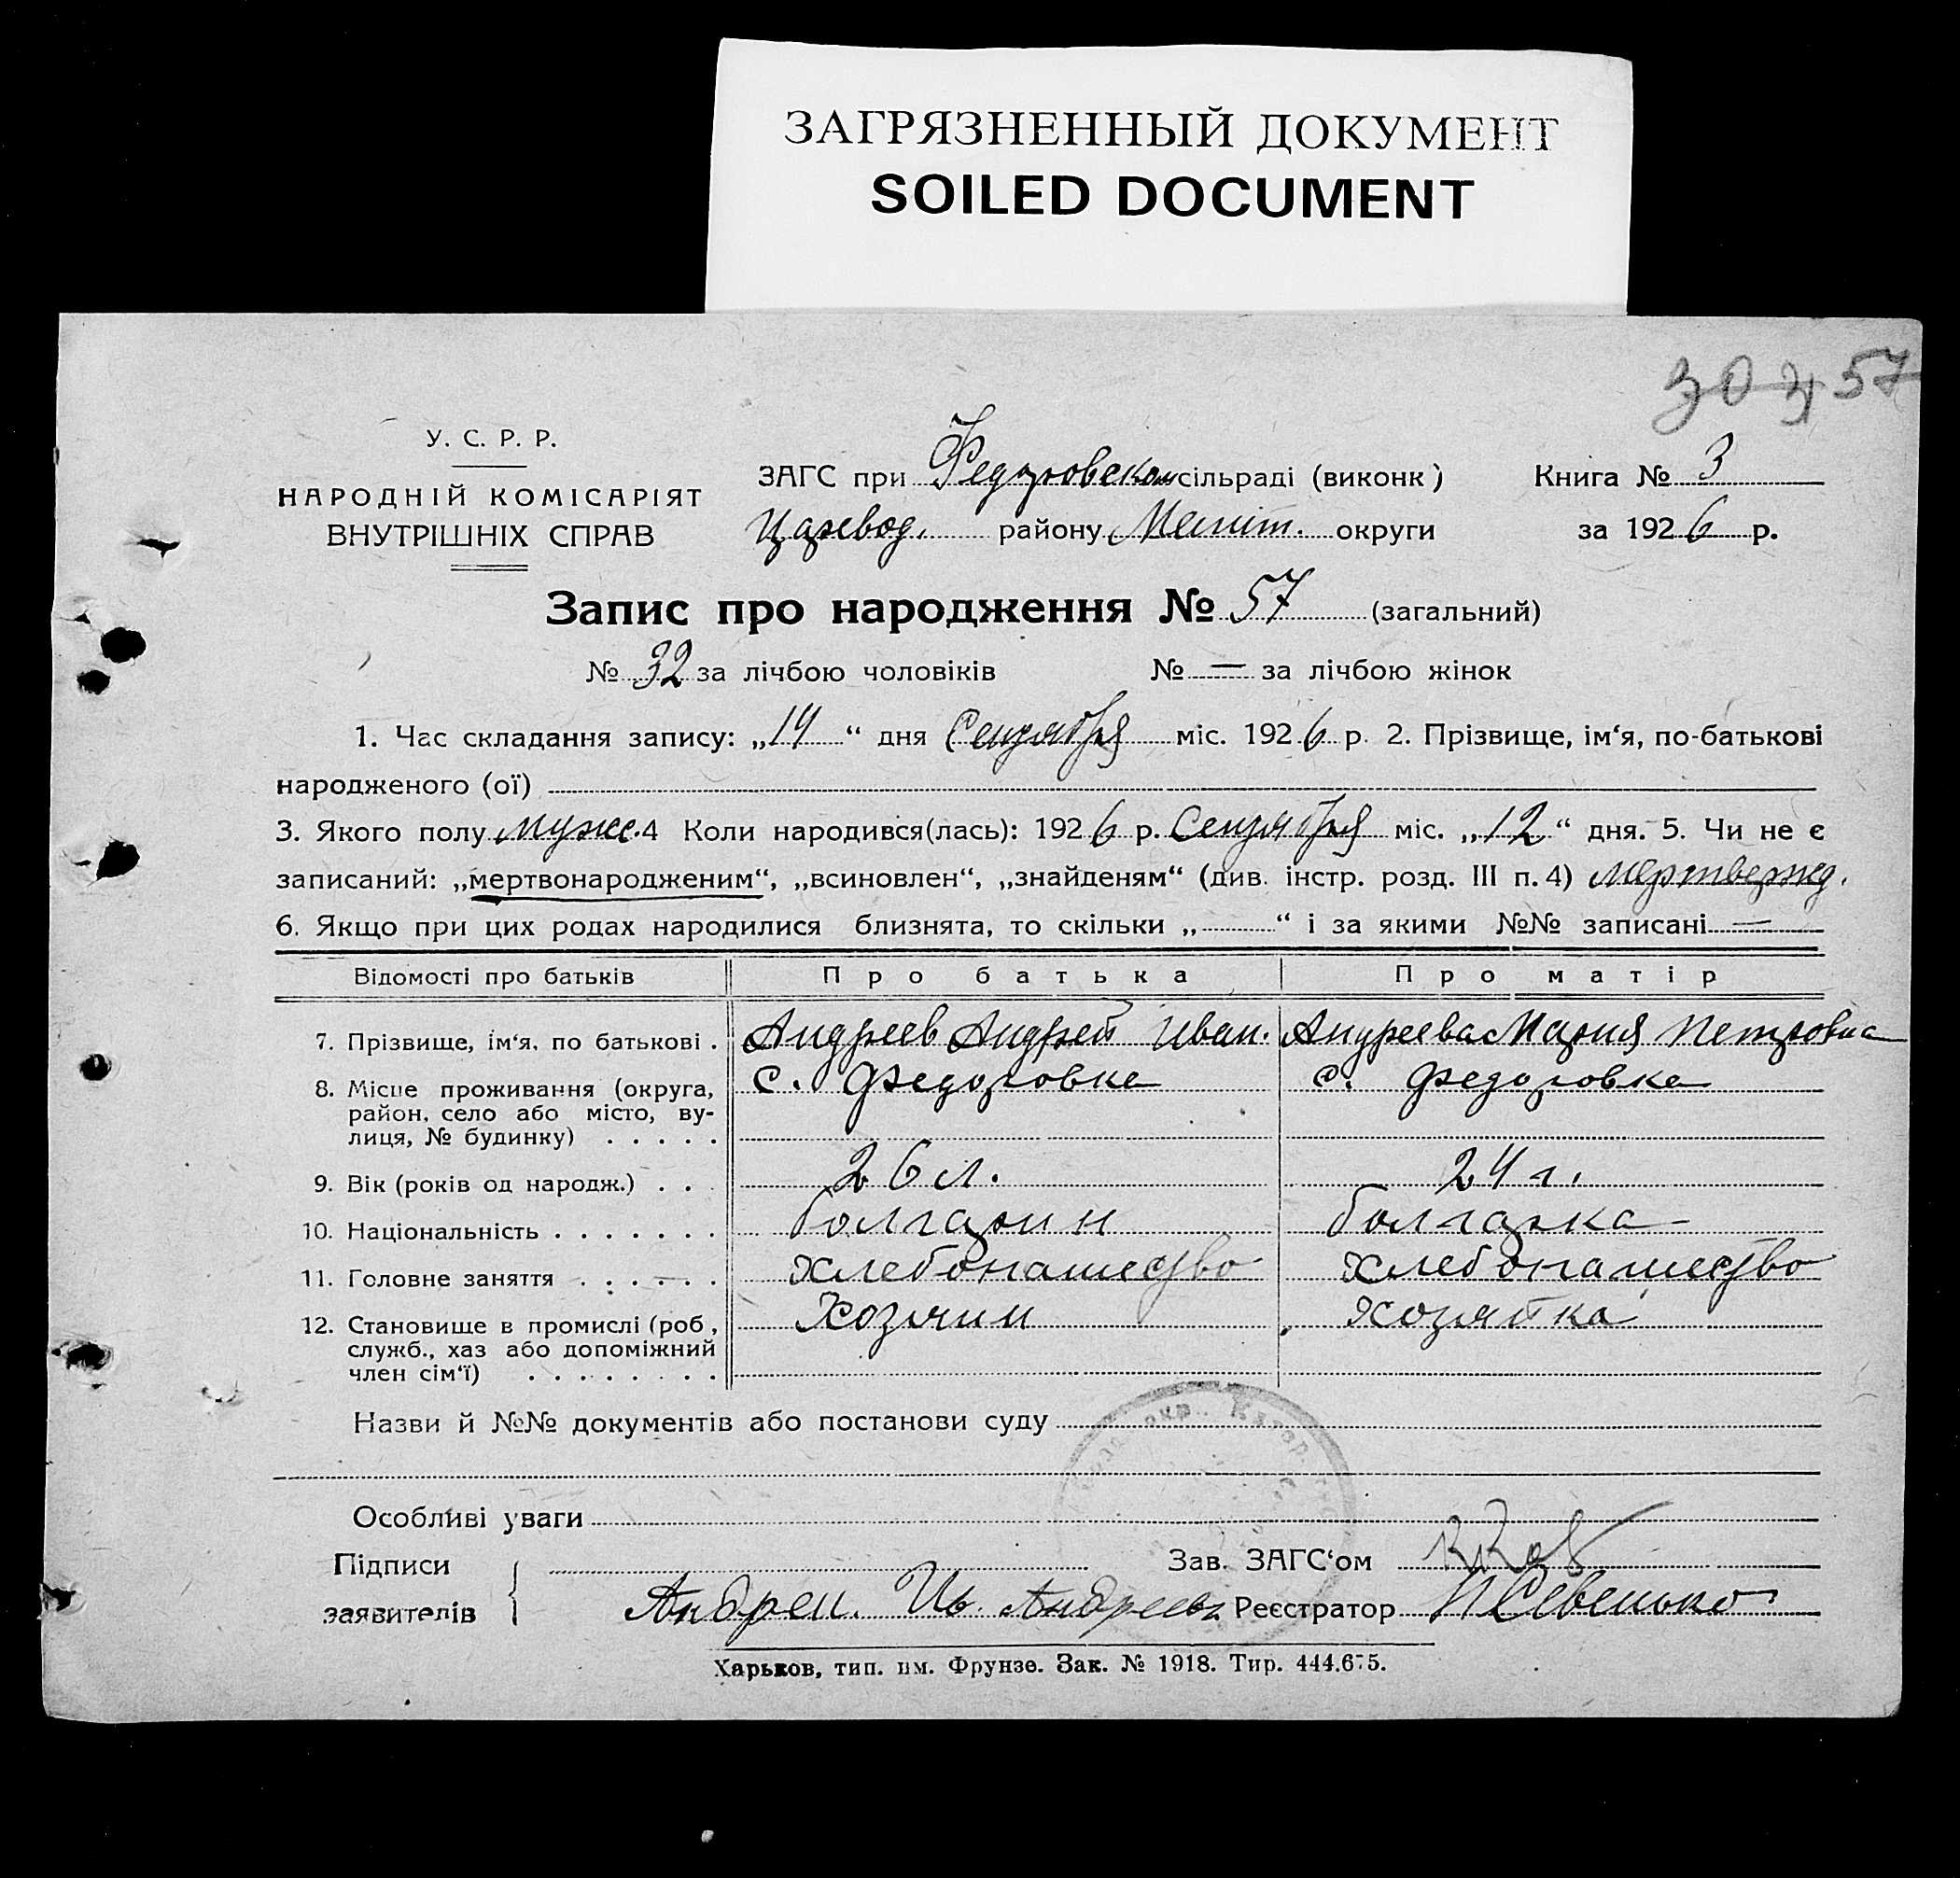 ЗАГРЯЗНЕННЫЙ ДОКУМЕНТ
SOILED DOCUMENT
57
У. С. Р. Р.
НАРОДНІЙ КОМІСАРІЯТ
ВНУТРІШНІХ СПРАВ
ЗАГС при Федоровском сільраді (виконк) Книга № 3
Царевод. району Меліт. округи за 1926 р.
Запис про народження № 57 (загальний)
№ 32 за лічбою чоловіків № — за лічбою жінок
1. Час складання запису: „14“ дня Сентября міс. 1926 р. 2. Прізвище, ім‘я, по-батькові
народженого (ої)
3. Якого полу мужс. 4 Коли народився(лась): 1926 р. Сентября міс. „12“ дня. 5. Чи не є
записаний: „мертвонародженим“, „всиновлен“, „знайденям“ (див. інстр. розд. III п. 4) мертворжд.
6. Якщо при цих родах народилися близнята, то скільки „ “ і за якими №№ записані —
Відомості про батьків Про батька Про матір
7. Прізвище, ім‘я, по батькові . Андреев Андрей Иван. Андреева Мария Петровна
8. Місце проживання (округа, с. Федоровка с. Федоровка
район, село або місто, ву-
лиця, № будинку) . . . . .
9. Вік (років од народж.) . . . 26 л. 24 г.
10. Національність . . . . . . . болгарин болгарка
11. Головне заняття . . . . . . хлебопашество хлебопашество
12. Становище в промислі (роб, Хозяин хозяйка
служб., хаз або допоміжний
член сім‘ї) . . . . . . . .
Назви й №№ документів або постанови суду
Особливі уваги
Підписи Зав. ЗАГС‘ом
заявителів Андреи. Ив. Андреевъ Реєстратор
Харьков, тип. им. Фрунзе. Зак. № 1918. Тир. 444.675.